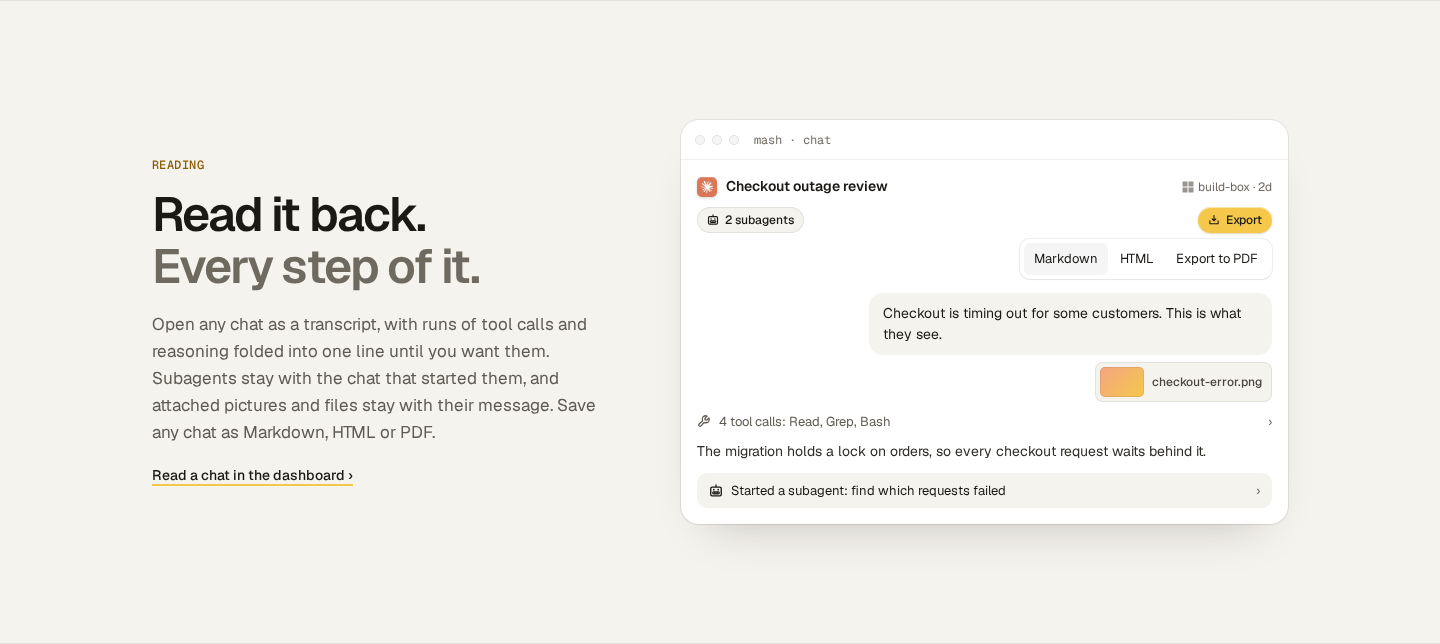 READING
Read it back.
Every step of it.
Open any chat as a transcript, with runs of tool calls and
reasoning folded into one line until you want them.
Subagents stay with the chat that started them, and
attached pictures and files stay with their message. Save
any chat as Markdown, HTML or PDF.
Read a chat in the dashboard ›
mash · chat
Checkout outage review
build-box · 2d
2 subagents
Export
Markdown HTML Export to PDF
Checkout is timing out for some customers. This is what
they see.
checkout-error.png
4 tool calls: Read, Grep, Bash ›
The migration holds a lock on orders, so every checkout request waits behind it.
Started a subagent: find which requests failed ›